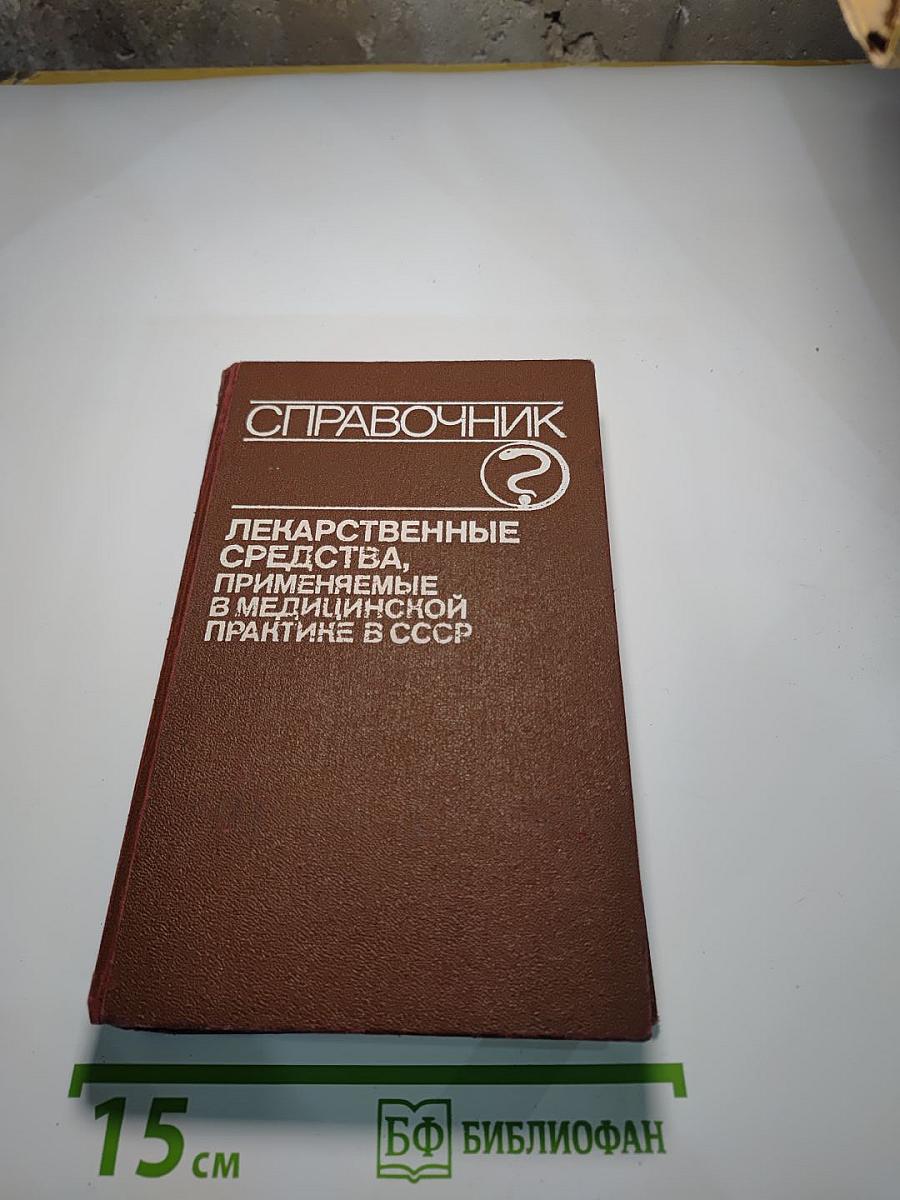 СПРАВОЧНИК
ЛЕКАРСТВЕННЫЕ
СРЕДСТВА,
ПРИМЕНЯЕМЫЕ
В МЕДИЦИНСКОЙ
ПРАКТИКЕ В СССР
15 см
БФ БИБЛИОФАН